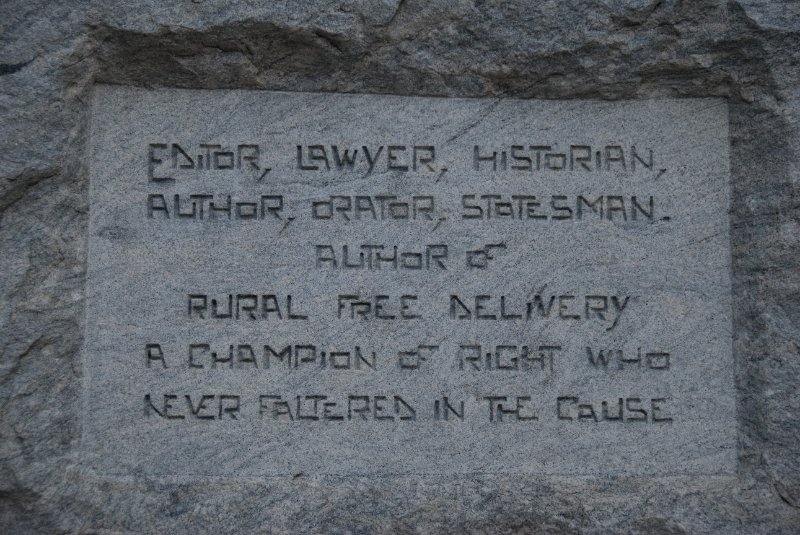 EDITOR, LAWYER, HISTORIAN,
AUTHOR, ORATOR, STATESMAN.
AUTHOR OF
RURAL FREE DELIVERY
A CHAMPION OF RIGHT WHO
NEVER FALTERED IN THE CAUSE